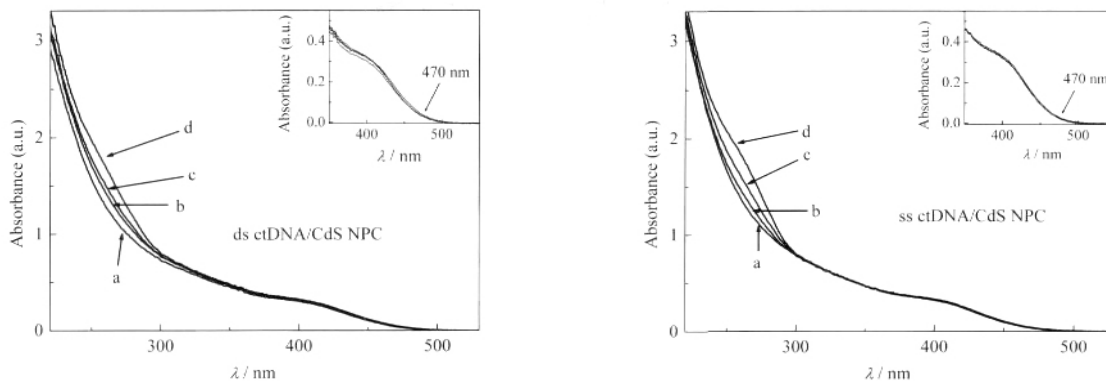 3
2
1
0
Absorbance (a.u.)
300
400
500
λ / nm
a
b
c
d
ds ctDNA/CdS NPC
0.4
0.2
0.0
Absorbance (a.u.)
400
500
λ / nm
470 nm
3
2
1
0
Absorbance (a.u.)
300
400
500
λ / nm
a
b
c
d
ss ctDNA/CdS NPC
0.4
0.2
0.0
Absorbance (a.u.)
400
500
λ / nm
470 nm